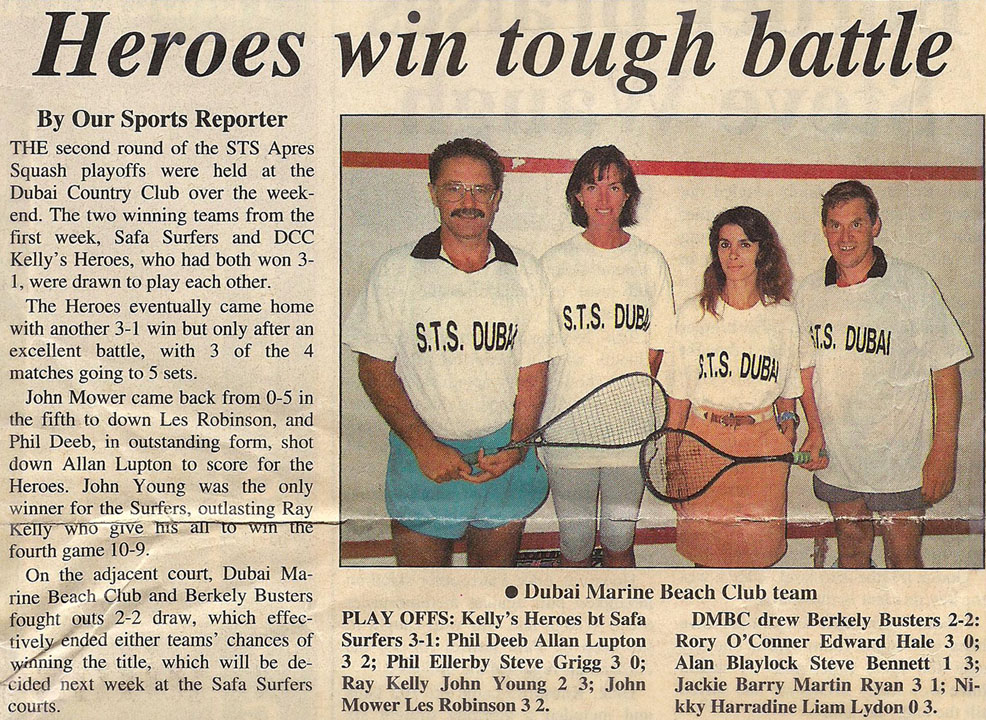 Heroes win tough battle
By Our Sports Reporter
THE second round of the STS Apres
Squash playoffs were held at the
Dubai Country Club over the week-
end. The two winning teams from the
first week, Safa Surfers and DCC
Kelly's Heroes, who had both won 3-
1, were drawn to play each other.
The Heroes eventually came home
with another 3-1 win but only after an
excellent battle, with 3 of the 4
matches going to 5 sets.
John Mower came back from 0-5 in
the fifth to down Les Robinson, and
Phil Deeb, in outstanding form, shot
down Allan Lupton to score for the
Heroes. John Young was the only
winner for the Surfers, outlasting Ray
Kelly who give his all to win the
fourth game 10-9.
On the adjacent court, Dubai Ma-
rine Beach Club and Berkely Busters
fought outs 2-2 draw, which effec-
tively ended either teams' chances of
winning the title, which will be de-
cided next week at the Safa Surfers
courts.
S.T.S. DUBAI
S.T.S. DUBAI
S.T.S. DUBAI
S.T.S. DUBAI
● Dubai Marine Beach Club team
PLAY OFFS: Kelly's Heroes bt Safa
Surfers 3-1: Phil Deeb Allan Lupton
3 2; Phil Ellerby Steve Grigg 3 0;
Ray Kelly John Young 2 3; John
Mower Les Robinson 3 2.
DMBC drew Berkely Busters 2-2:
Rory O'Conner Edward Hale 3 0;
Alan Blaylock Steve Bennett 1 3;
Jackie Barry Martin Ryan 3 1; Ni-
kky Harradine Liam Lydon 0 3.